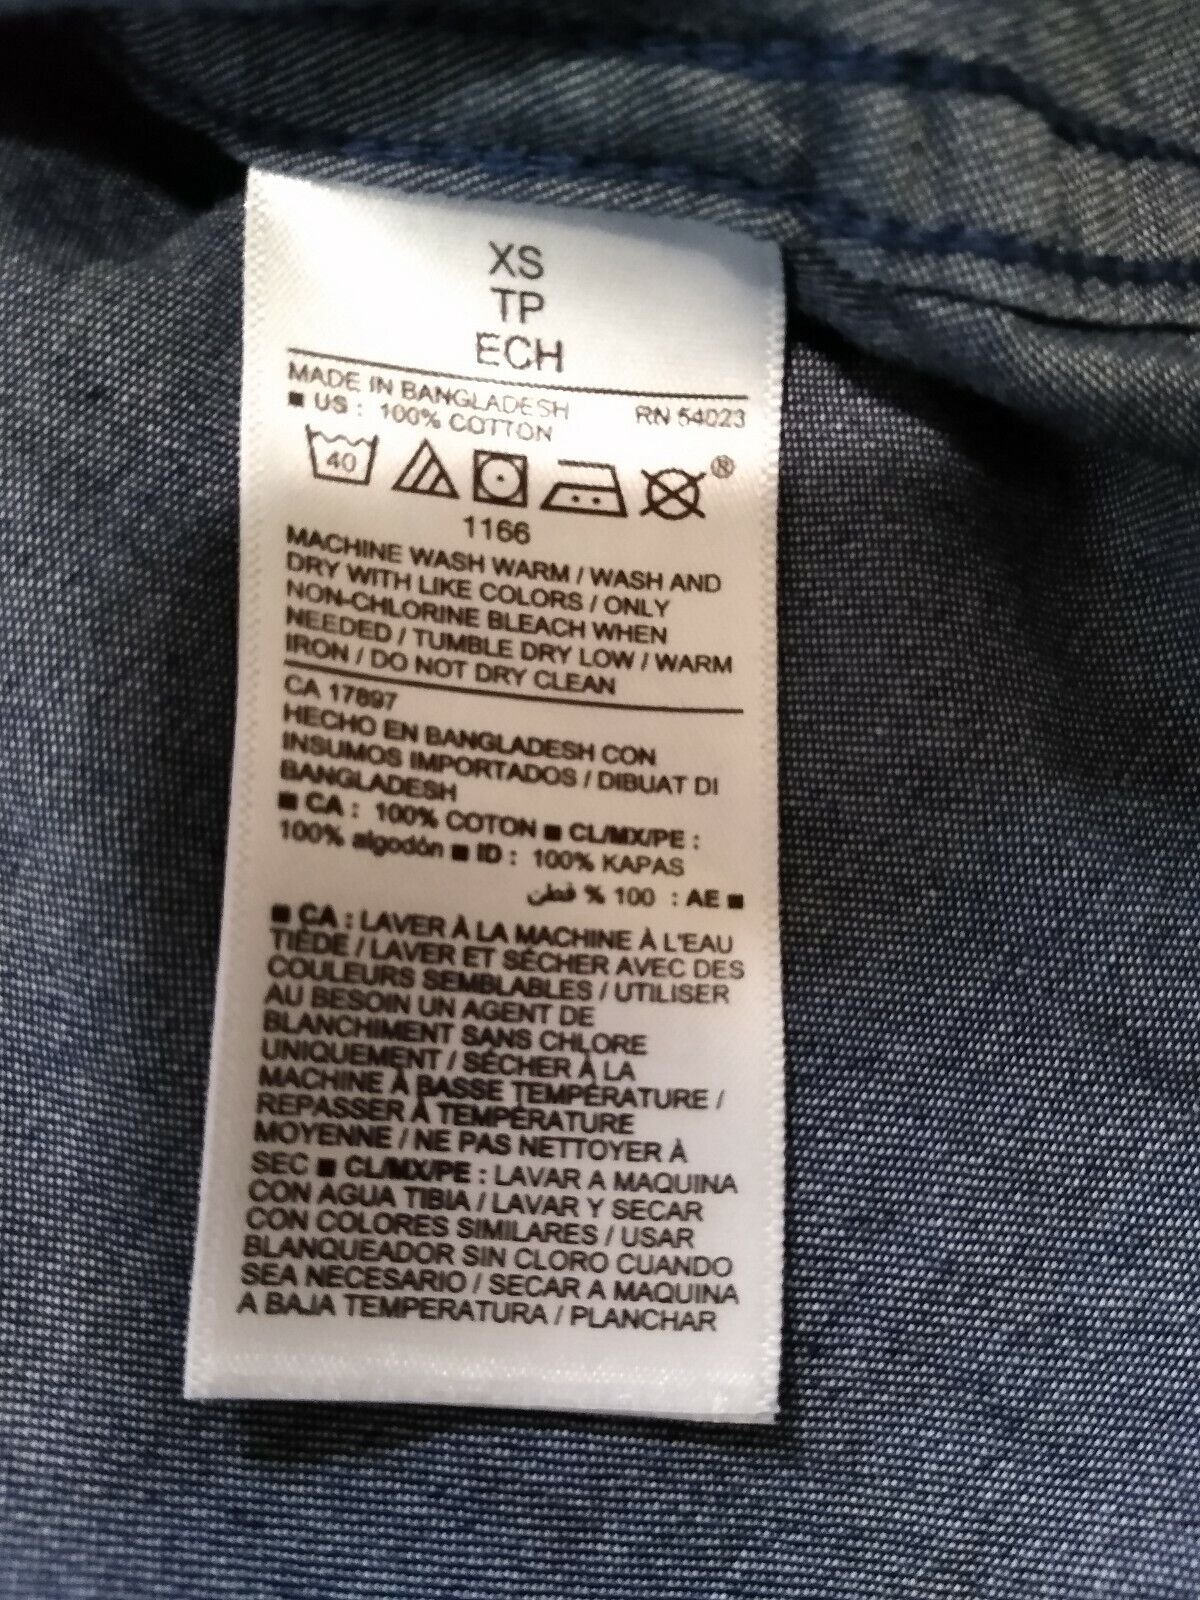 XS
TP
ECH
MADE IN BANGLADESH RN 54023
■ US : 100% COTTON
40 ®
1166
MACHINE WASH WARM / WASH AND
DRY WITH LIKE COLORS / ONLY
NON-CHLORINE BLEACH WHEN
NEEDED / TUMBLE DRY LOW / WARM
IRON / DO NOT DRY CLEAN
CA 17897
HECHO EN BANGLADESH CON
INSUMOS IMPORTADOS / DIBUAT DI
BANGLADESH
■ CA : 100% COTON ■ CL/MX/PE :
100% algodón ■ ID : 100% KAPAS
■ AE : 100 % قطن
■ CA : LAVER À LA MACHINE À L'EAU
TIÈDE / LAVER ET SÉCHER AVEC DES
COULEURS SEMBLABLES / UTILISER
AU BESOIN UN AGENT DE
BLANCHIMENT SANS CHLORE
UNIQUEMENT / SÉCHER À LA
MACHINE À BASSE TEMPÉRATURE /
REPASSER À TEMPÉRATURE
MOYENNE / NE PAS NETTOYER À
SEC ■ CL/MX/PE : LAVAR A MAQUINA
CON AGUA TIBIA / LAVAR Y SECAR
CON COLORES SIMILARES / USAR
BLANQUEADOR SIN CLORO CUANDO
SEA NECESARIO / SECAR A MAQUINA
A BAJA TEMPERATURA / PLANCHAR